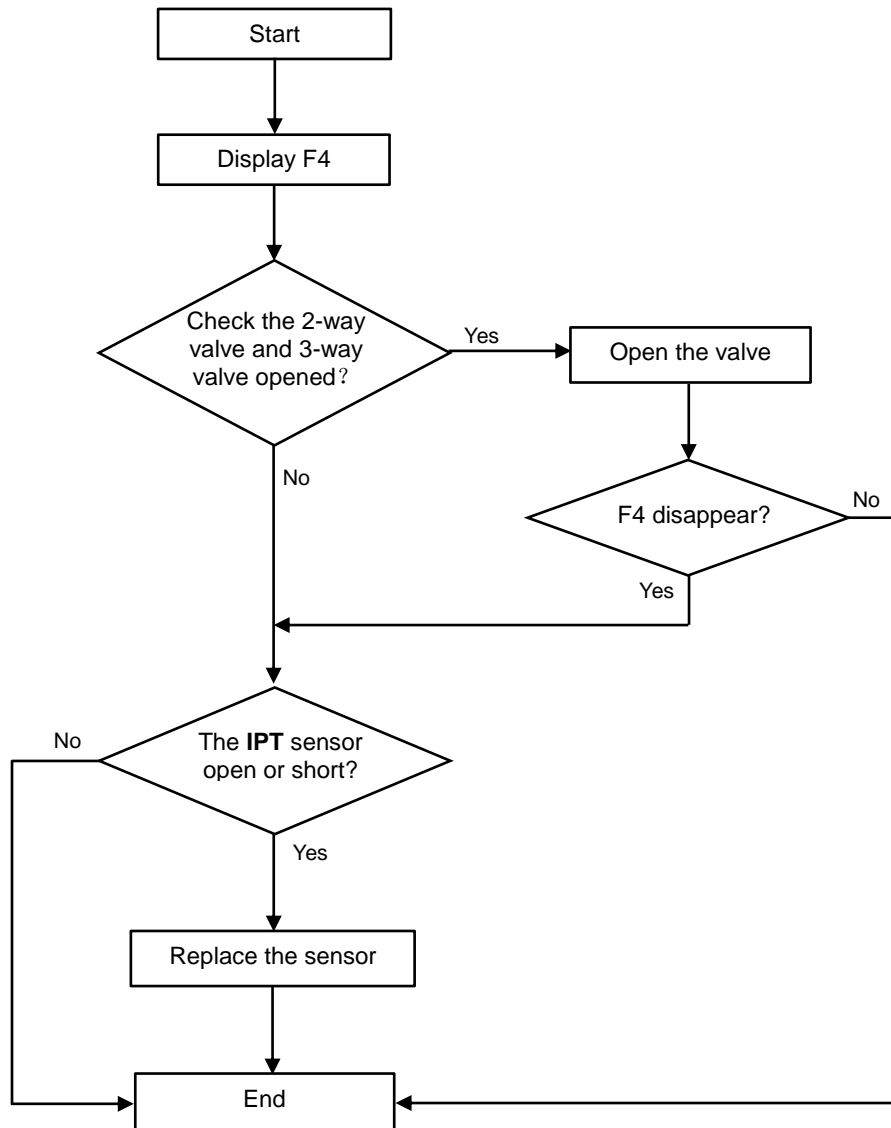 Start
Display F4
Check the 2-way
valve and 3-way
valve opened？
Yes
Open the valve
No
F4 disappear?
No
Yes
No
The IPT sensor
open or short?
Yes
Replace the sensor
End